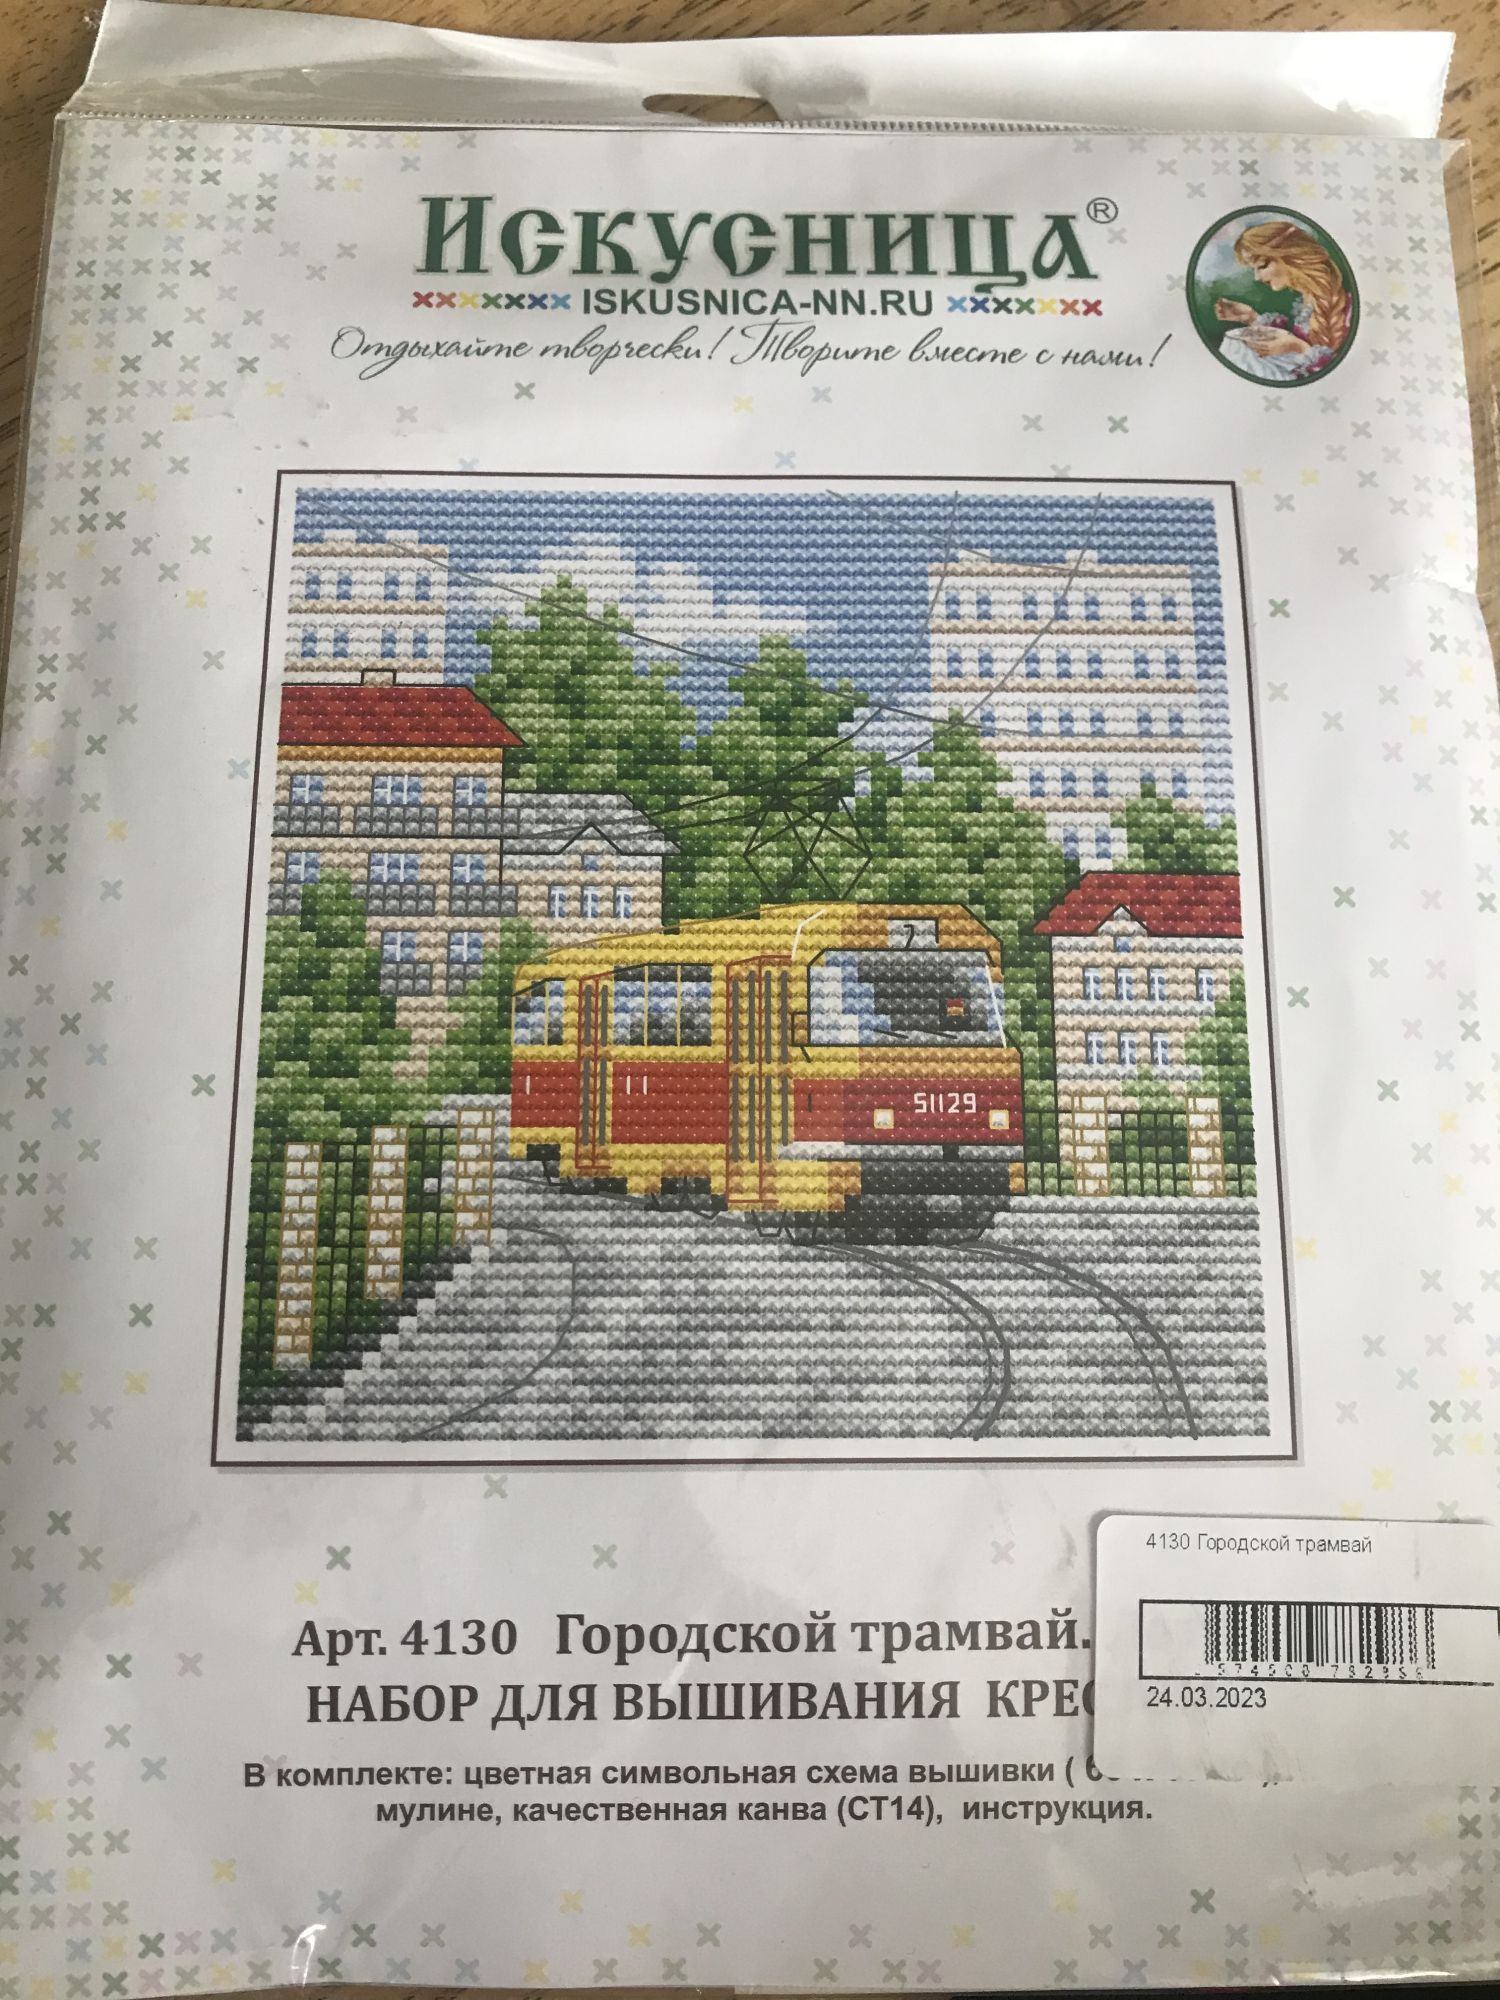 Искусница®
ISKUSNICA-NN.RU
Отдыхайте творчески! Творите вместе с нами!
7
51129
4130 Городской трамвай
24.03.2023
Арт. 4130 Городской трамвай.
НАБОР ДЛЯ ВЫШИВАНИЯ КРЕС
В комплекте: цветная символьная схема вышивки (
мулине, качественная канва (СТ14), инструкция.